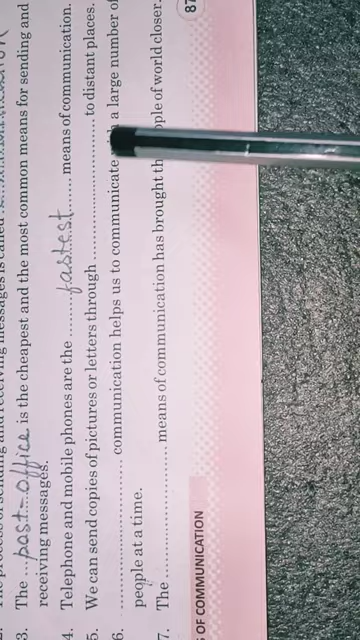 The process of sending and receiving messages is called
3. The ...post-office is the cheapest and the most common means for sending and
receiving messages.
4. Telephone and mobile phones are the ........fastest...... means of communication.
5. We can send copies of pictures or letters through .......................... to distant places.
6. .......................... communication helps us to communicate a large number of
people at a time.
7. The .......................... means of communication has brought the people of world closer.
S OF COMMUNICATION
87